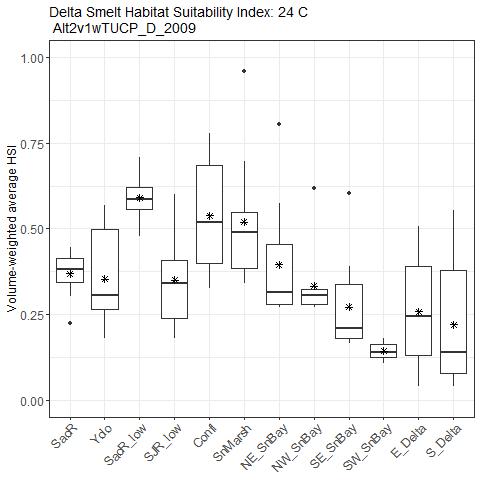 Delta Smelt Habitat Suitability Index: 24 C
Alt2v1wTUCP_D_2009
Volume-weighted average HSI
1.00
0.75
0.50
0.25
0.00
SacR
Yolo
SacR_low
SJR_low
Confl
SnMarsh
NE_SnBay
NW_SnBay
SE_SnBay
SW_SnBay
E_Delta
S_Delta